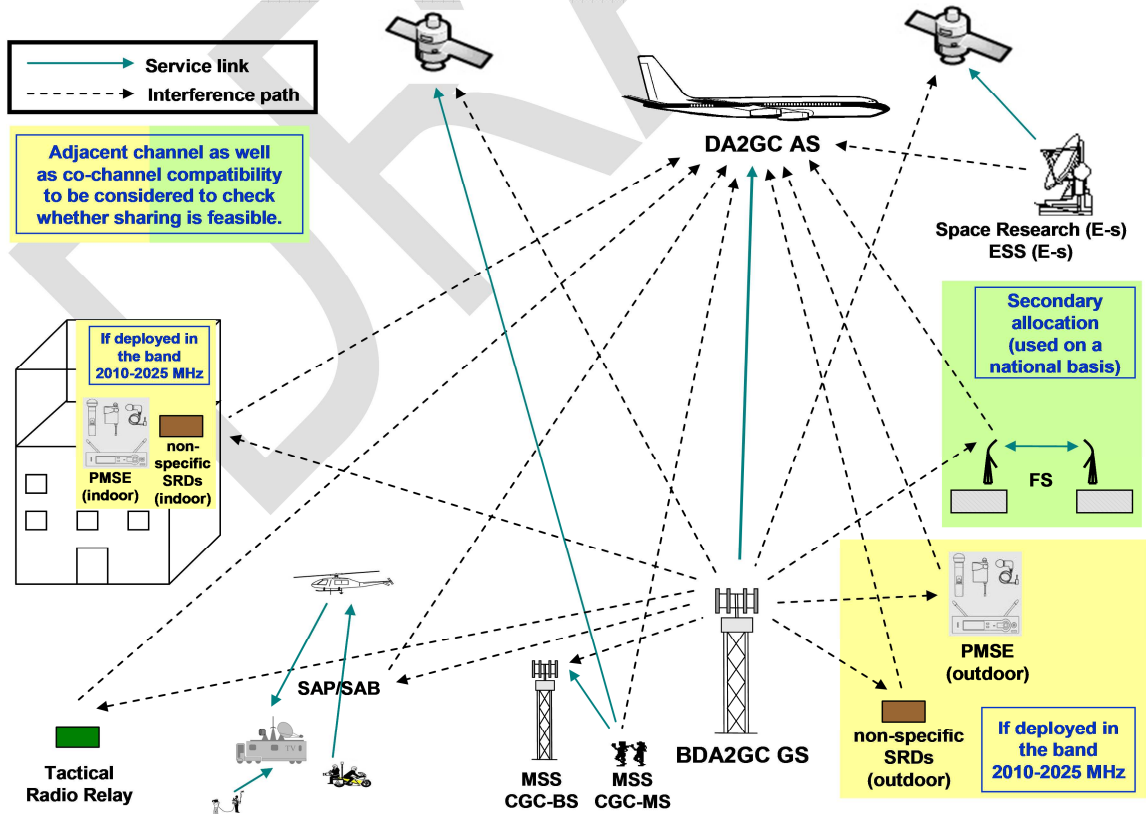 Service link
Interference path
Adjacent channel as well
as co-channel compatibility
to be considered to check
whether sharing is feasible.
DA2GC AS
Space Research (E-s)
ESS (E-s)
Secondary
allocation
(used on a
national basis)
FS
If deployed in
the band
2010-2025 MHz
PMSE
(indoor)
non-
specific
SRDs
(indoor)
SAP/SAB
TV
Tactical
Radio Relay
MSS
CGC-BS
MSS
CGC-MS
BDA2GC GS
PMSE
(outdoor)
non-specific
SRDs
(outdoor)
If deployed in
the band
2010-2025 MHz